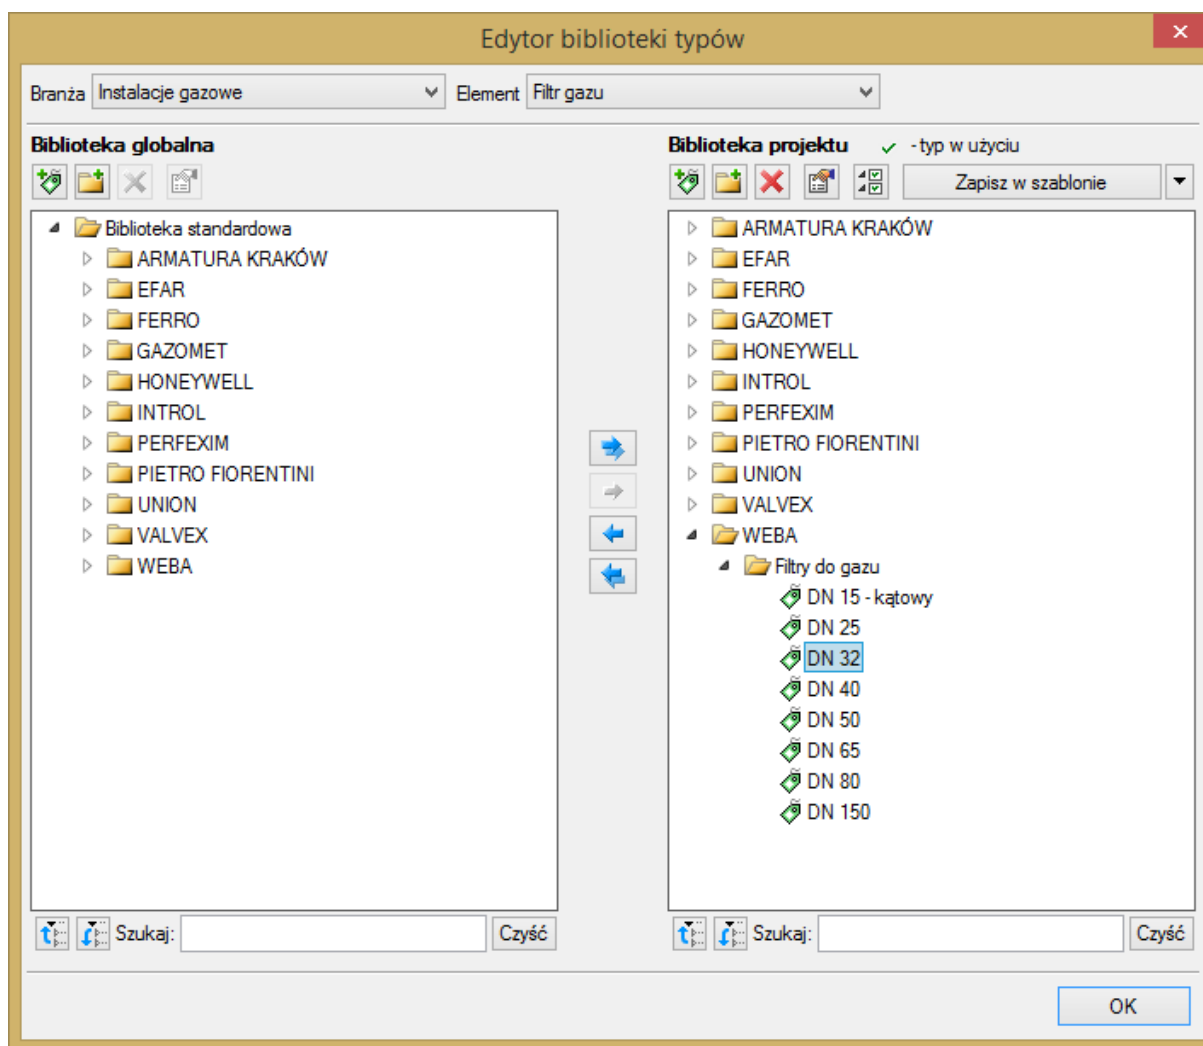 Edytor biblioteki typów
Branża Instalacje gazowe Element Filtr gazu
Biblioteka globalna
Biblioteka standardowa
ARMATURA KRAKÓW
EFAR
FERRO
GAZOMET
HONEYWELL
INTROL
PERFEXIM
PIETRO FIORENTINI
UNION
VALVEX
WEBA
Szukaj: Czyść
Biblioteka projektu - typ w użyciu
Zapisz w szablonie
ARMATURA KRAKÓW
EFAR
FERRO
GAZOMET
HONEYWELL
INTROL
PERFEXIM
PIETRO FIORENTINI
UNION
VALVEX
WEBA
Filtry do gazu
DN 15 - kątowy
DN 25
DN 32
DN 40
DN 50
DN 65
DN 80
DN 150
Szukaj: Czyść
OK